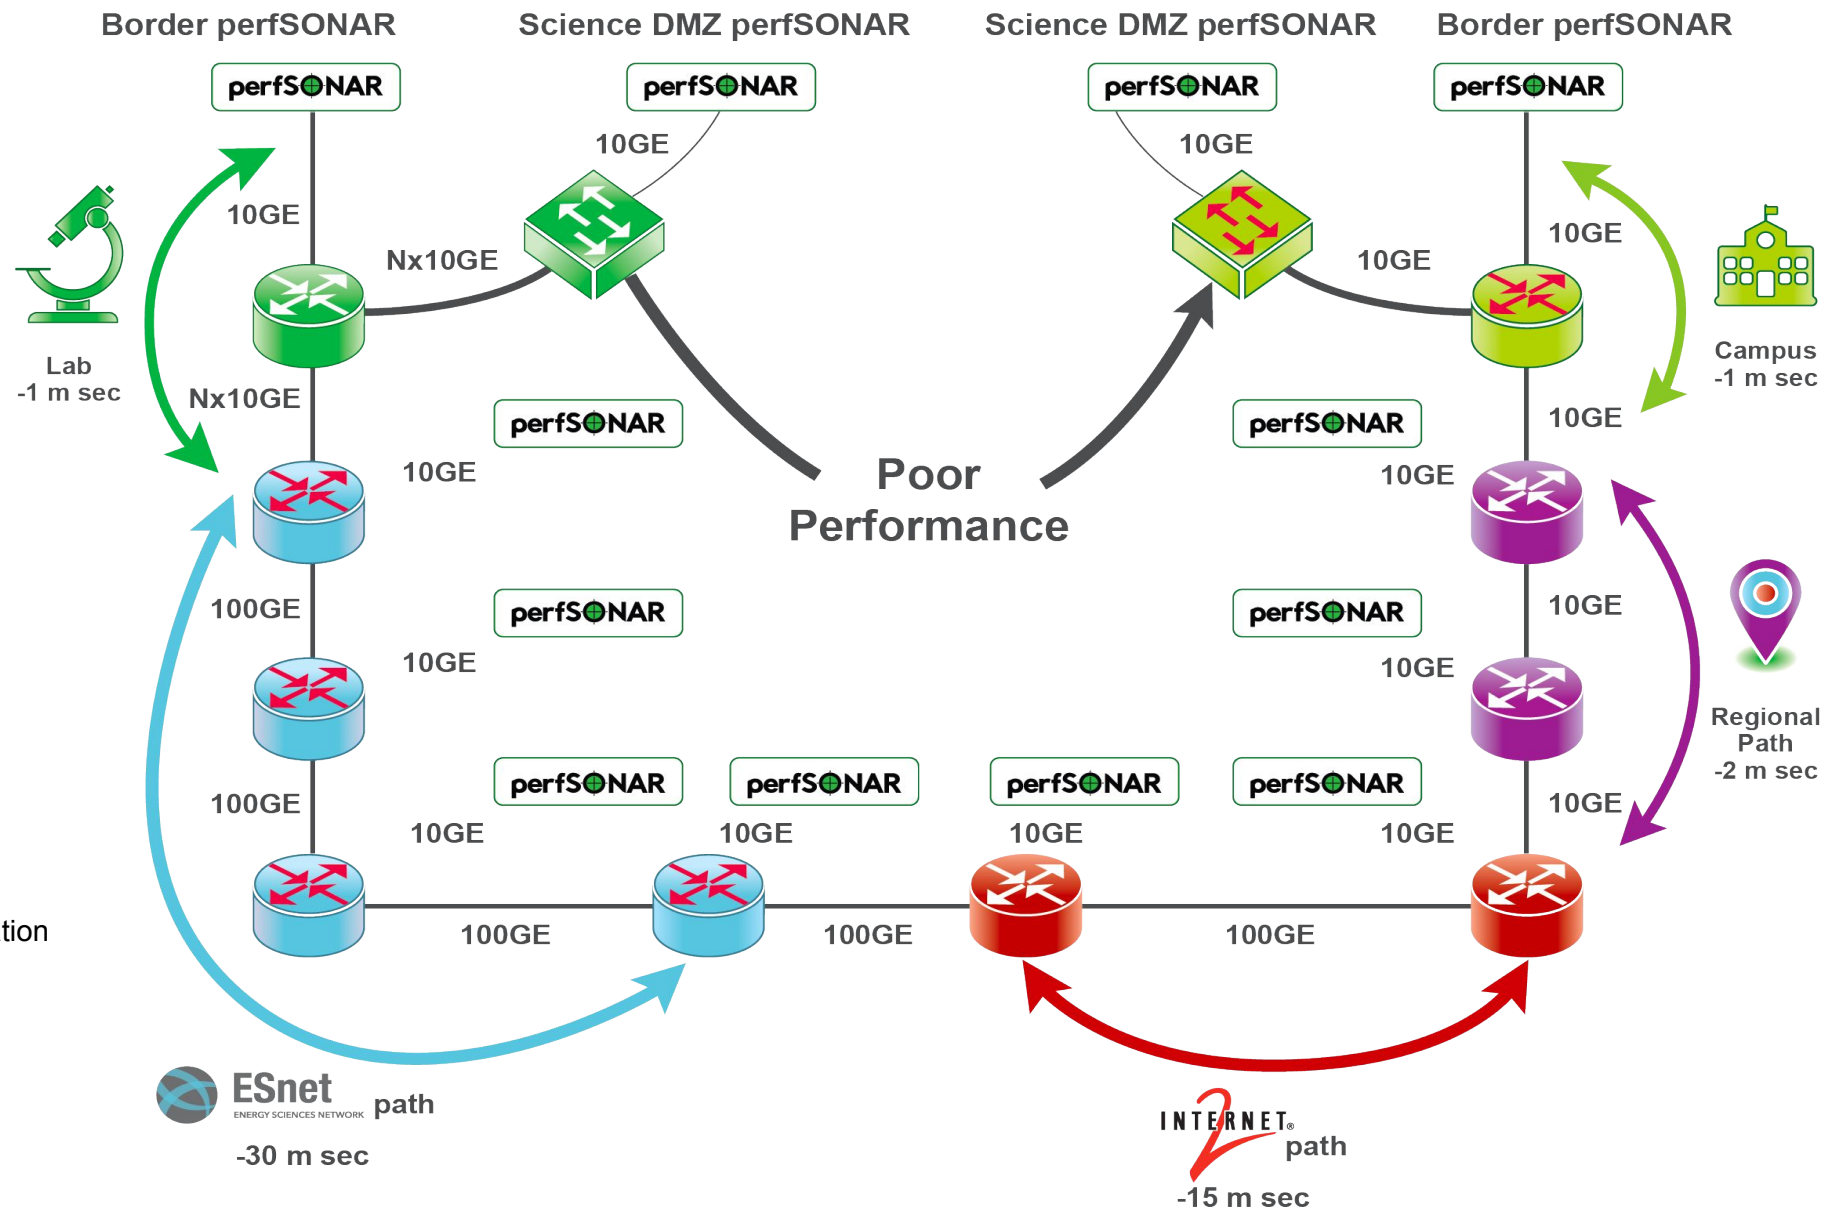 Border perfSONAR
Science DMZ perfSONAR
Science DMZ perfSONAR
Border perfSONAR
perfSONAR
perfSONAR
perfSONAR
perfSONAR
10GE
10GE
10GE
10GE
Nx10GE
10GE
Lab
-1 m sec
Campus
-1 m sec
Nx10GE
10GE
perfSONAR
perfSONAR
10GE
10GE
Poor
Performance
100GE
perfSONAR
perfSONAR
10GE
10GE
10GE
Regional
Path
-2 m sec
100GE
perfSONAR
perfSONAR
perfSONAR
perfSONAR
10GE
10GE
10GE
10GE
10GE
tion
100GE
100GE
100GE
ESnet
ENERGY SCIENCES NETWORK
path
-30 m sec
INTERNET®
2
path
-15 m sec